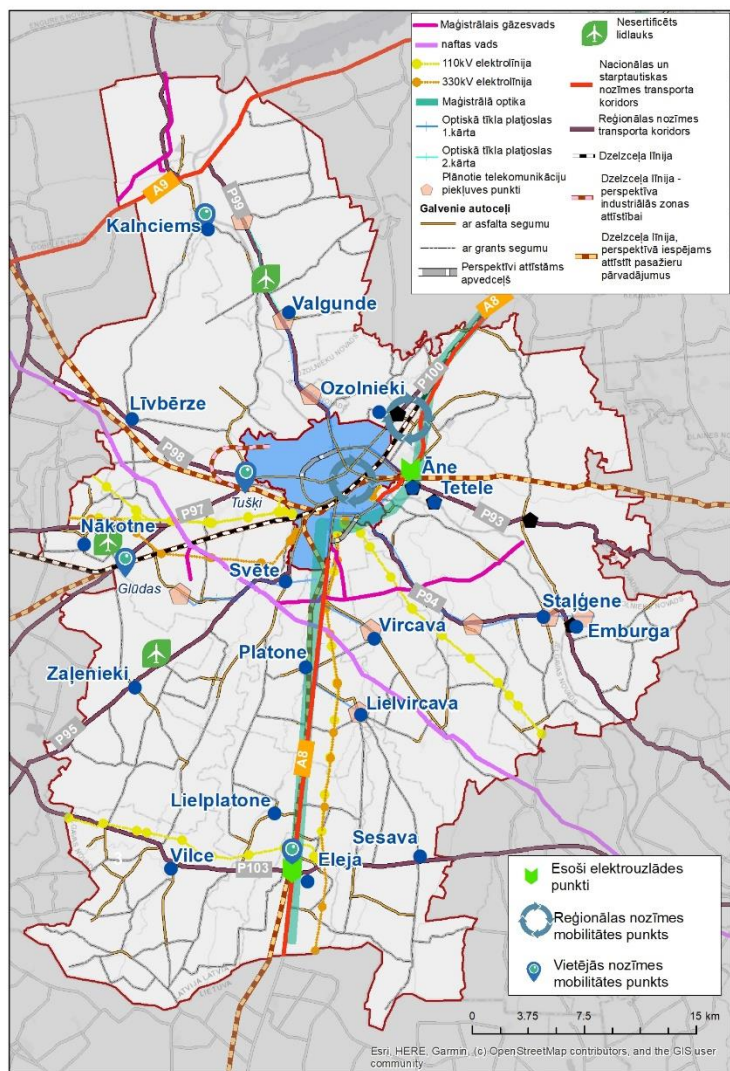 Maģistrālais gāzesvads
naftas vads
110kV elektrolīnija
330kV elektrolīnija
Maģistrālā optika
Optiskā tīkla platjoslas
1.kārta
Optiskā tīkla platjoslas
2.kārta
Plānotie telekomunikāciju
piekļuves punkti
Galvenie autoceļi
ar asfalta segumu
ar grants segumu
Perspektīvi attīstāms
apvedceļš
Nesertificēts
lidlauks
Nacionālas un
starptautiskas
nozīmes transporta
koridors
Reģionālas nozīmes
transporta koridors
Dzelzceļa līnija
Dzelzceļa līnija -
perspektīva
industriālās zonas
attīstībai
Dzelzceļa līnija,
perspektīvā iespējams
attīstīt pasažieru
pārvadājumus
A9
P99
Kalnciems
Valgunde
A8
OZOLNIEKU NOVADS
P100
Ozolnieki
Līvbērze
P98
Āne
Tetele
Tušķi
P97
P93
Nākotne
Glūdas
Svēte
P94
Staļģene
Emburga
Vircava
Platone
Zaļenieki
Lielvircava
P95
A8
Lielplatone
Sesava
Vilce
P103
Eleja
LATVIJA LATVIA
LIETUVA
Esoši elektrouzlādes
punkti
Reģionālas nozīmes
mobilitātes punkts
Vietējās nozīmes
mobilitātes punkts
0 3.75 7.5 15 km
Esri, HERE, Garmin, (c) OpenStreetMap contributors, and the GIS user
community